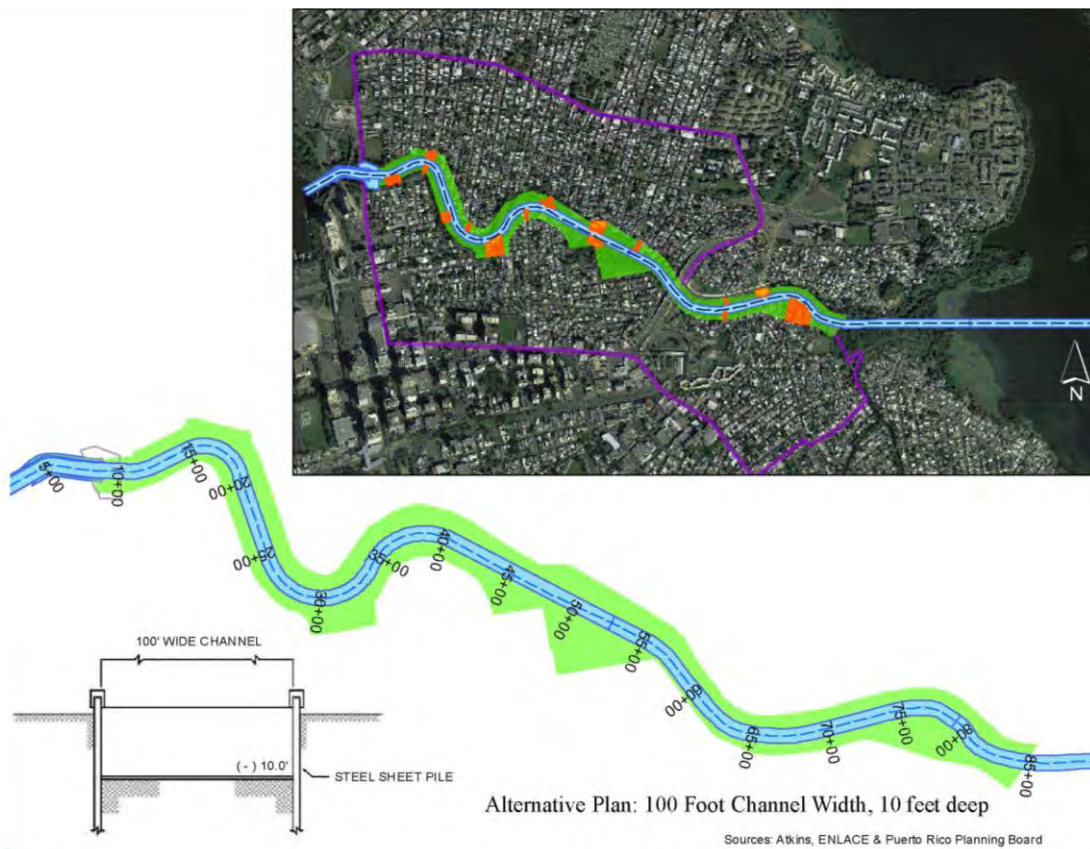 N
5+00
10+00
15+00
20+00
25+00
30+00
35+00
40+00
45+00
50+00
55+00
60+00
65+00
70+00
75+00
80+00
85+00
100' WIDE CHANNEL
( - ) 10.0'
STEEL SHEET PILE
Alternative Plan: 100 Foot Channel Width, 10 feet deep
Sources: Atkins, ENLACE & Puerto Rico Planning Board